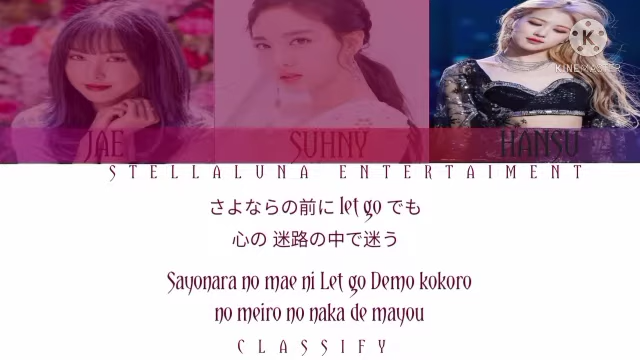 K
KINEMASTER
JAE
SUHNY
HANSU
STELLALUNA ENTERTAIMENT
さよならの前に let go でも
心の 迷路の中で迷う
Sayonara no mae ni Let go Demo kokoro
no meiro no naka de mayou
CLASSIFY